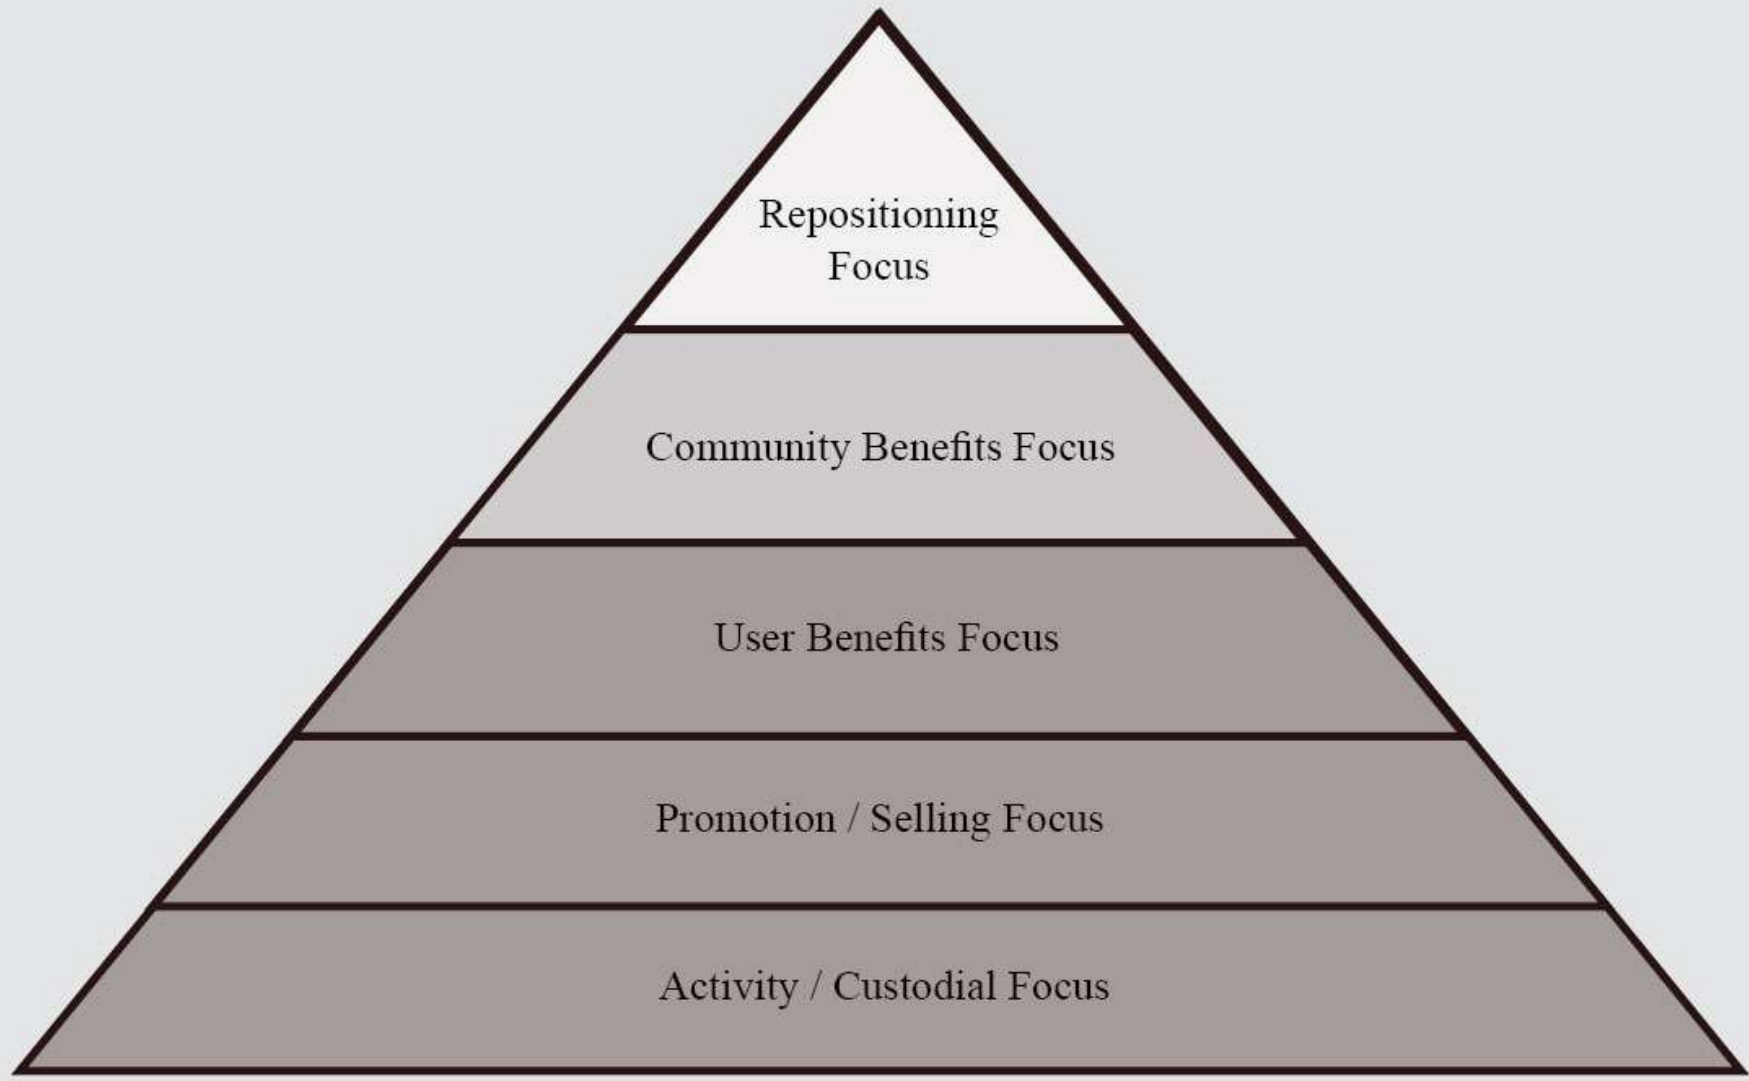 Repositioning
Focus
Community Benefits Focus
User Benefits Focus
Promotion / Selling Focus
Activity / Custodial Focus